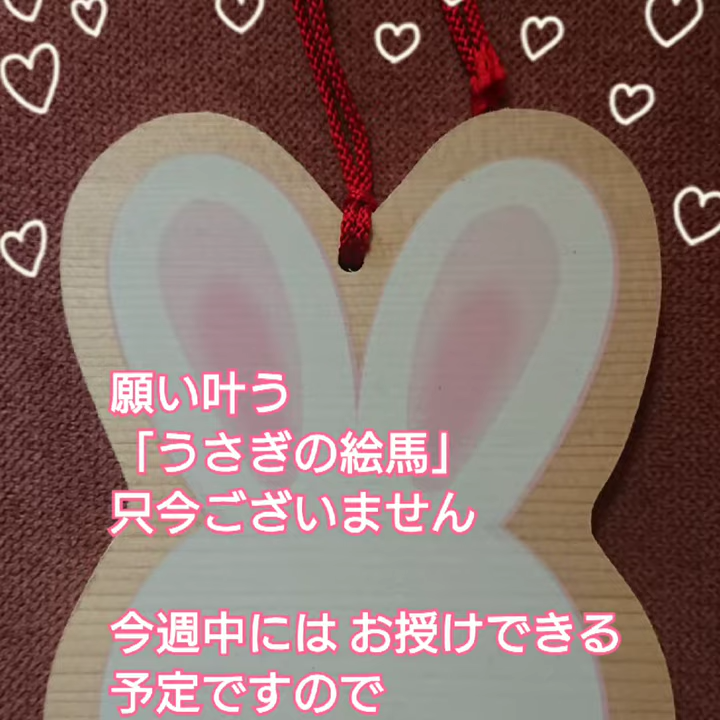 願い叶う
「うさぎの絵馬」
只今ございません
今週中には お授けできる
予定ですので